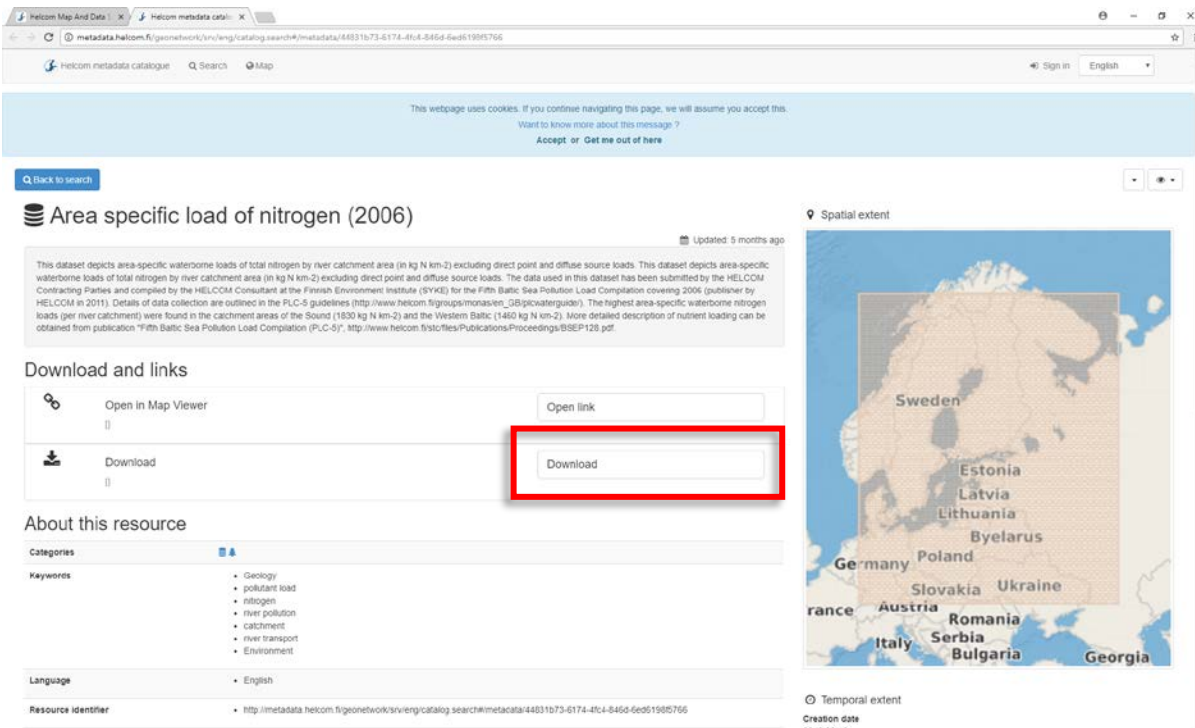 Helcom Map And Data S
Helcom metadata catalo
metadata.helcom.fi/geonetwork/srv/eng/catalog.search#/metadata/44831b73-6174-4fc4-846d-6ed6198f5766
Helcom metadata catalogue Search Map Sign in English
This webpage uses cookies. If you continue navigating this page, we will assume you accept this.
Want to know more about this message ?
Accept or Get me out of here
Back to search
Area specific load of nitrogen (2006)
Updated: 5 months ago
This dataset depicts area-specific waterborne loads of total nitrogen by river catchment area (in kg N km-2) excluding direct point and diffuse source loads. This dataset depicts area-specific
waterborne loads of total nitrogen by river catchment area (in kg N km-2) excluding direct point and diffuse source loads. The data used in this dataset has been submitted by the HELCOM
Contracting Parties and compiled by the HELCOM Consultant at the Finnish Environment Institute (SYKE) for the Fifth Baltic Sea Pollution Load Compilation covering 2006 (publisher by
HELCOM in 2011). Details of data collection are outlined in the PLC-5 guidelines (http://www.helcom.fi/groups/monas/en_GB/plcwaterguide/). The highest area-specific waterborne nitrogen
loads (per river catchment) were found in the catchment areas of the Sound (1830 kg N km-2) and the Western Baltic (1460 kg N km-2). More detailed description of nutrient loading can be
obtained from publication "Fifth Baltic Sea Pollution Load Compilation (PLC-5)", http://www.helcom.fi/stc/files/Publications/Proceedings/BSEP128.pdf.
Download and links
Open in Map Viewer
Open link
[]
Download
Download
[]
About this resource
Categories
Keywords
• Geology
• pollutant load
• nitrogen
• river pollution
• catchment
• river transport
• Environment
Language
• English
Resource identifier
• http://metadata.helcom.fi/geonetwork/srv/eng/catalog.search#/metadata/44831b73-6174-4fc4-846d-6ed6198f5766
Spatial extent
Sweden
Estonia
Latvia
Lithuania
Byelarus
Germany
Poland
Slovakia
Ukraine
rance
Austria
Romania
Italy
Serbia
Bulgaria
Georgia
Temporal extent
Creation date